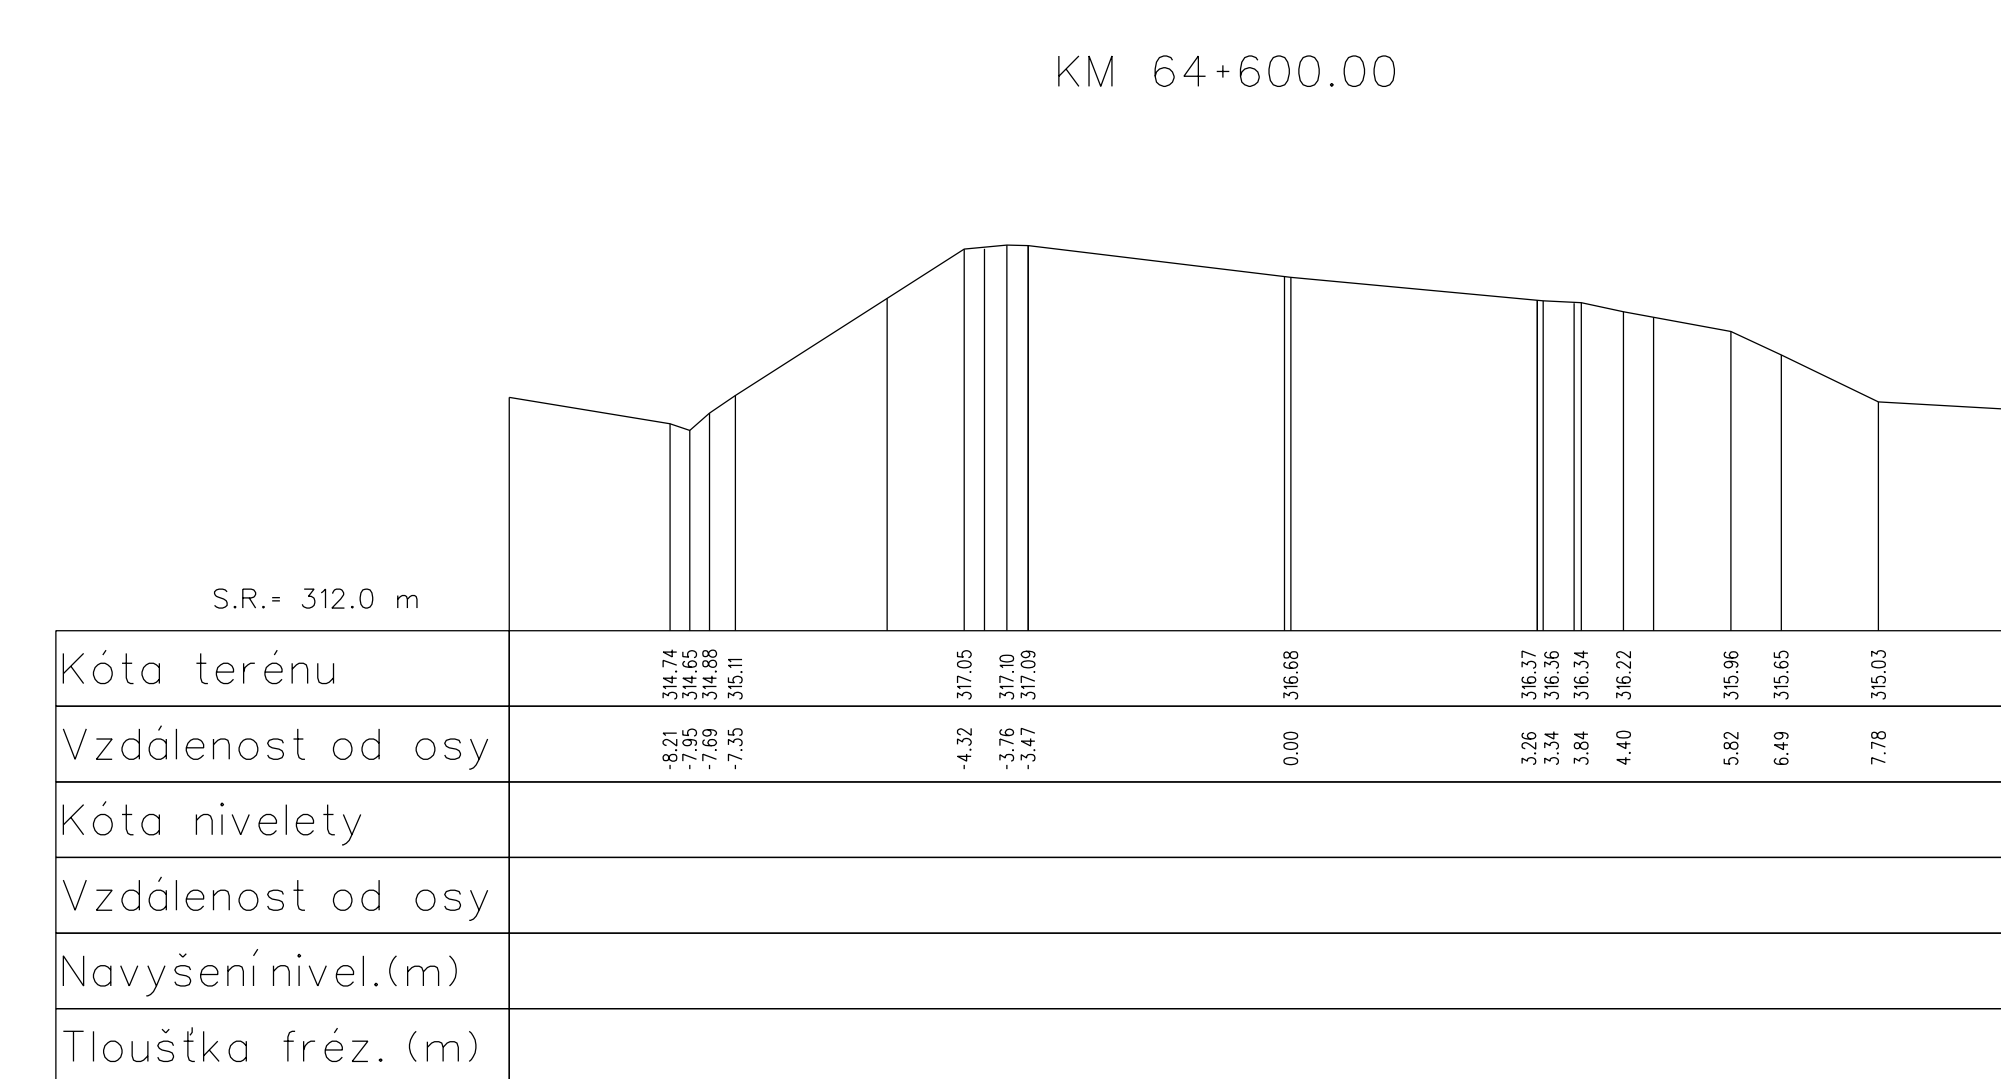 KM 64+600.00
S.R.= 312.0 m
Kóta terénu 314.74 314.65 314.88 315.11 317.05 317.10 317.09 316.68 316.37 316.36 316.34 316.22 315.96 315.65 315.03
Vzdálenost od osy -8.21 -7.95 -7.69 -7.35 -4.32 -3.76 -3.47 0.00 3.26 3.34 3.84 4.40 5.82 6.49 7.78
Kóta nivelety
Vzdálenost od osy
Navyšení nivel.(m)
Tloušťka fréz. (m)